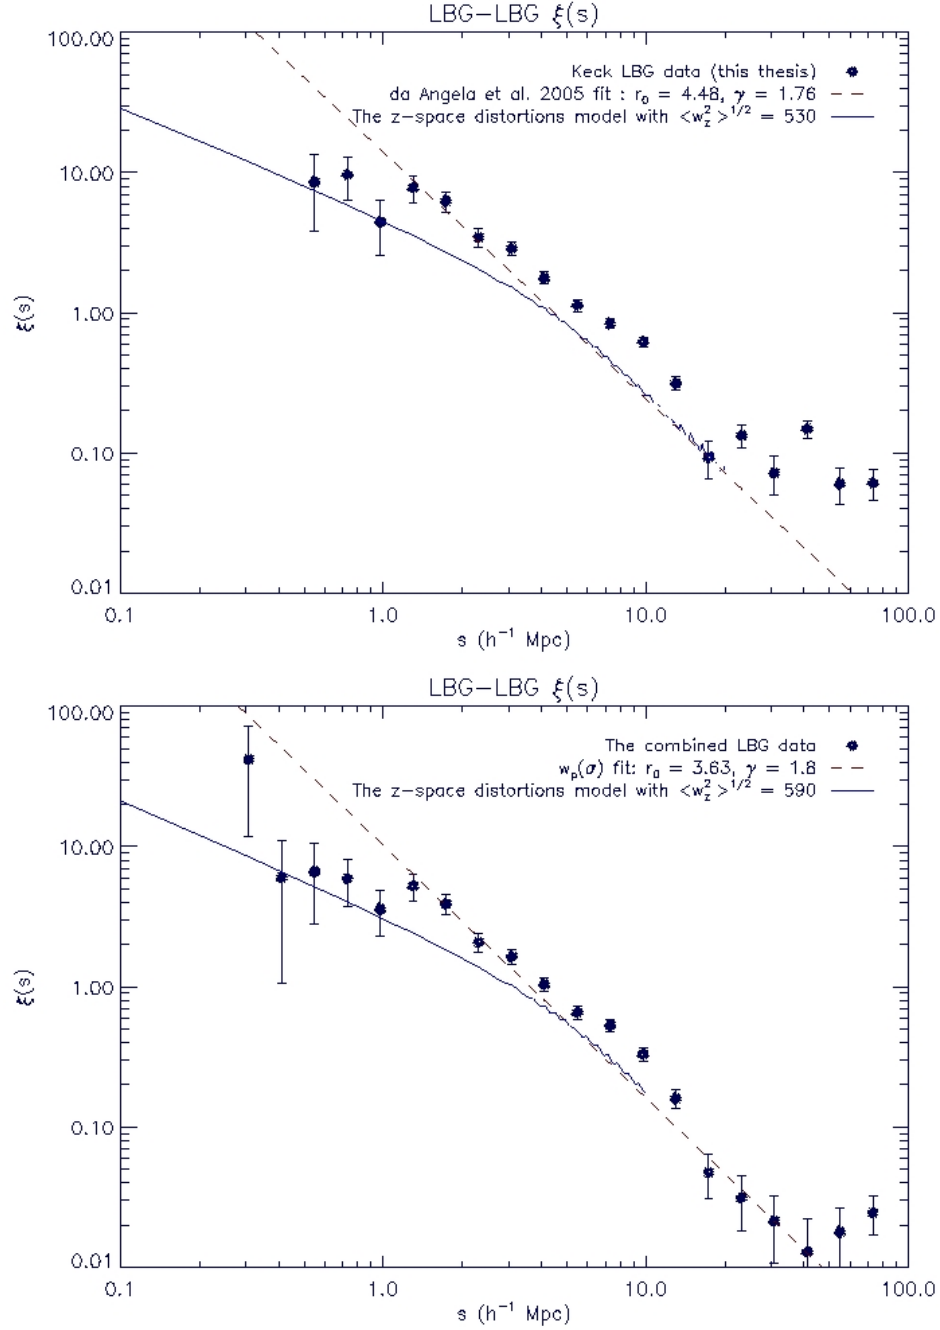 LBG−LBG ξ(s)
100.00
10.00
1.00
0.10
0.01
ξ(s)
Keck LBG data (this thesis)
da Angela et al. 2005 fit : r₀ = 4.48, γ = 1.76
The z−space distortions model with <w_z²>^1/2 = 530
0.1 1.0 10.0 100.0
s (h⁻¹ Mpc)
LBG−LBG ξ(s)
100.00
10.00
1.00
0.10
0.01
ξ(s)
The combined LBG data
w_p(σ) fit: r₀ = 3.63, γ = 1.8
The z−space distortions model with <w_z²>^1/2 = 590
0.1 1.0 10.0 100.0
s (h⁻¹ Mpc)